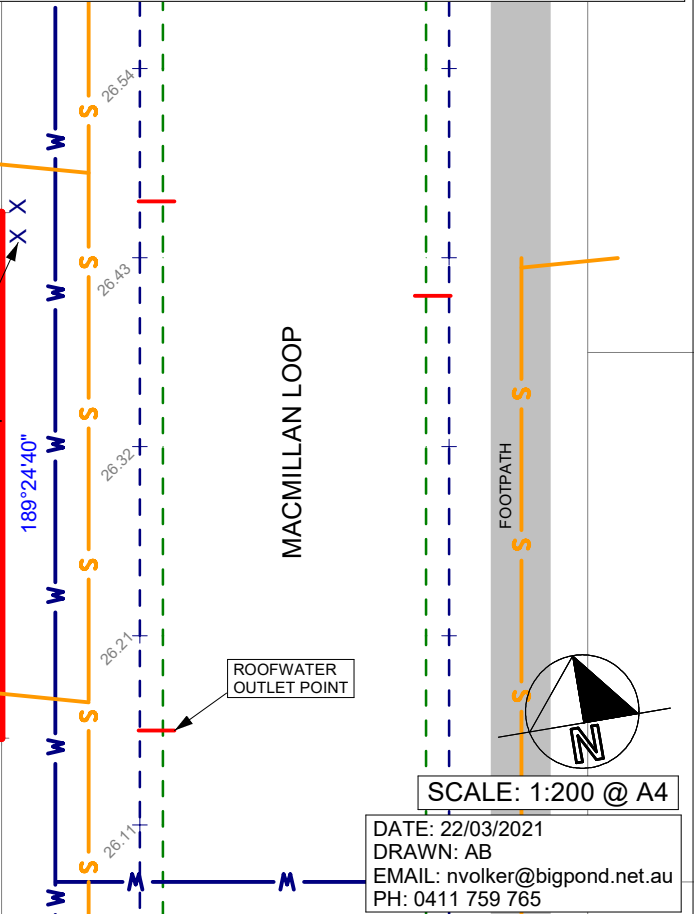 26.54
W
S
X
X
S
26.43
W
MACMILLAN LOOP
S
S
W
26.32
189°24'40"
FOOTPATH
S
S
W
26.21
ROOFWATER
OUTLET POINT
S
S
W
N
SCALE: 1:200 @ A4
26.11
DATE: 22/03/2021
DRAWN: AB
EMAIL: nvolker@bigpond.net.au
PH: 0411 759 765
S
W
W
W